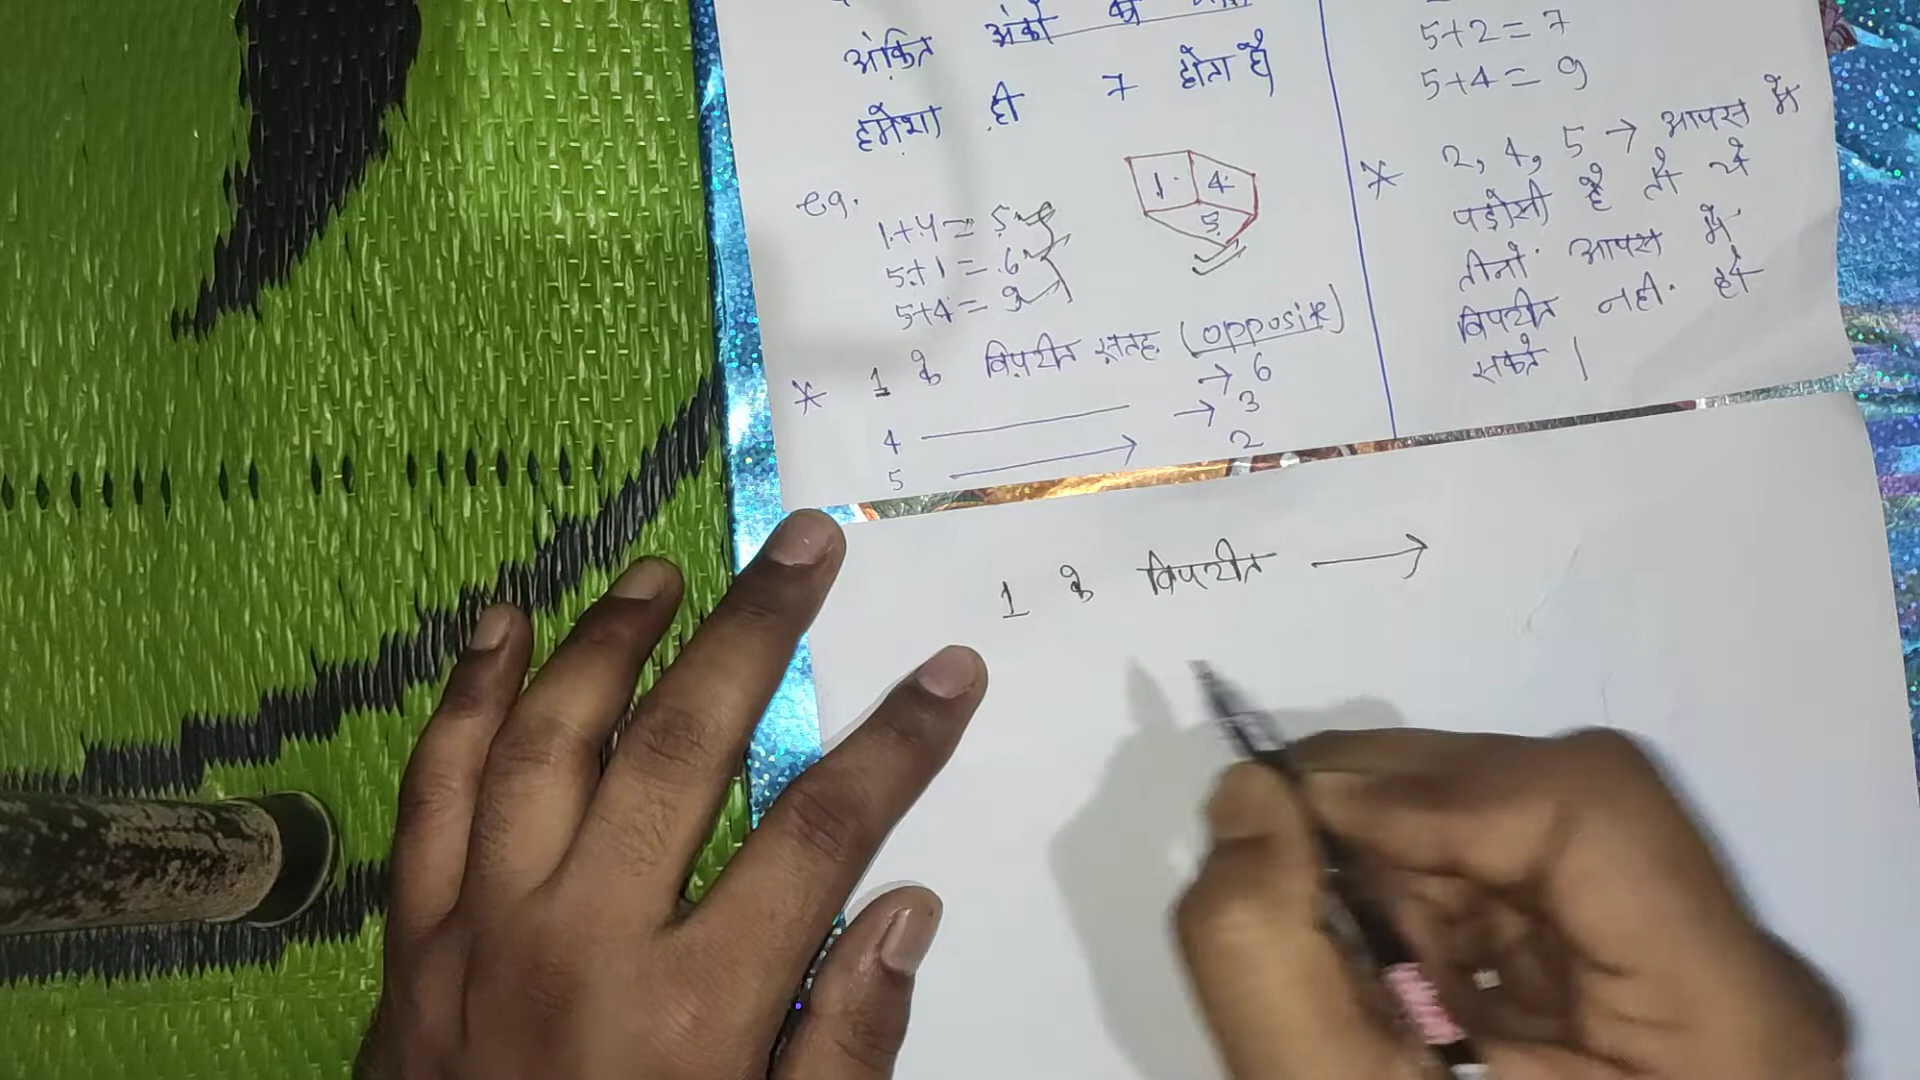 अंकित अंको का
हमेशा ही 7 होता है
eg.
1+4=5
5+1=6
5+4=9
1 4
5
* 1 के विपरीत सतह (opposite)
→ 6
4 → 3
5 → 2
5+2=7
5+4=9
* 2, 4, 5 → आपस में
पड़ोसी है तो ये
तीनो आपस में
विपरीत नही हो
सकते ।
1 के विपरीत →